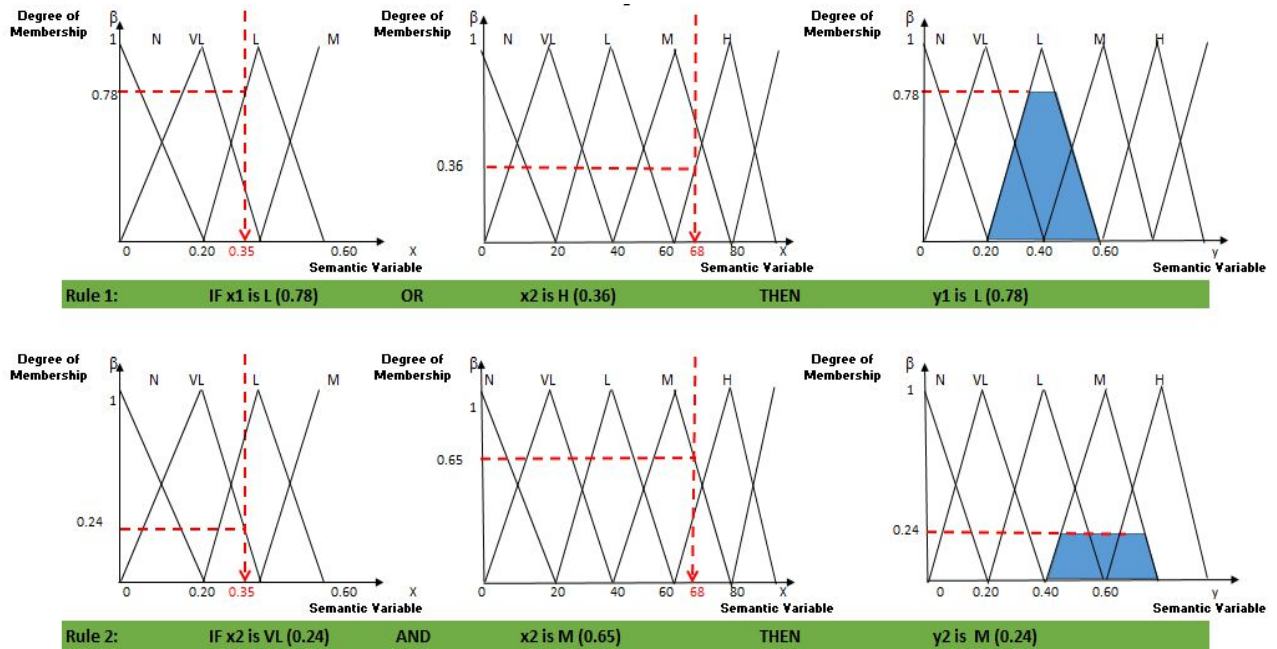 Degree of Membership β 1 N VL L M
0.78
0 0.20 0.35 0.60 X
Semantic Variable
Degree of Membership β 1 N VL L M H
0.36
0 20 40 60 68 80 X
Semantic Variable
Degree of Membership β 1 N VL L M H
0.78
0 0.20 0.40 0.60 y
Semantic Variable
Rule 1: IF x1 is L (0.78) OR x2 is H (0.36) THEN y1 is L (0.78)
Degree of Membership β 1 N VL L M
0.24
0 0.20 0.35 0.60 X
Semantic Variable
Degree of Membership β 1 N VL L M H
0.65
0 20 40 60 68 80 X
Semantic Variable
Degree of Membership β 1 N VL L M H
0.24
0 0.20 0.40 0.60 y
Semantic Variable
Rule 2: IF x2 is VL (0.24) AND x2 is M (0.65) THEN y2 is M (0.24)